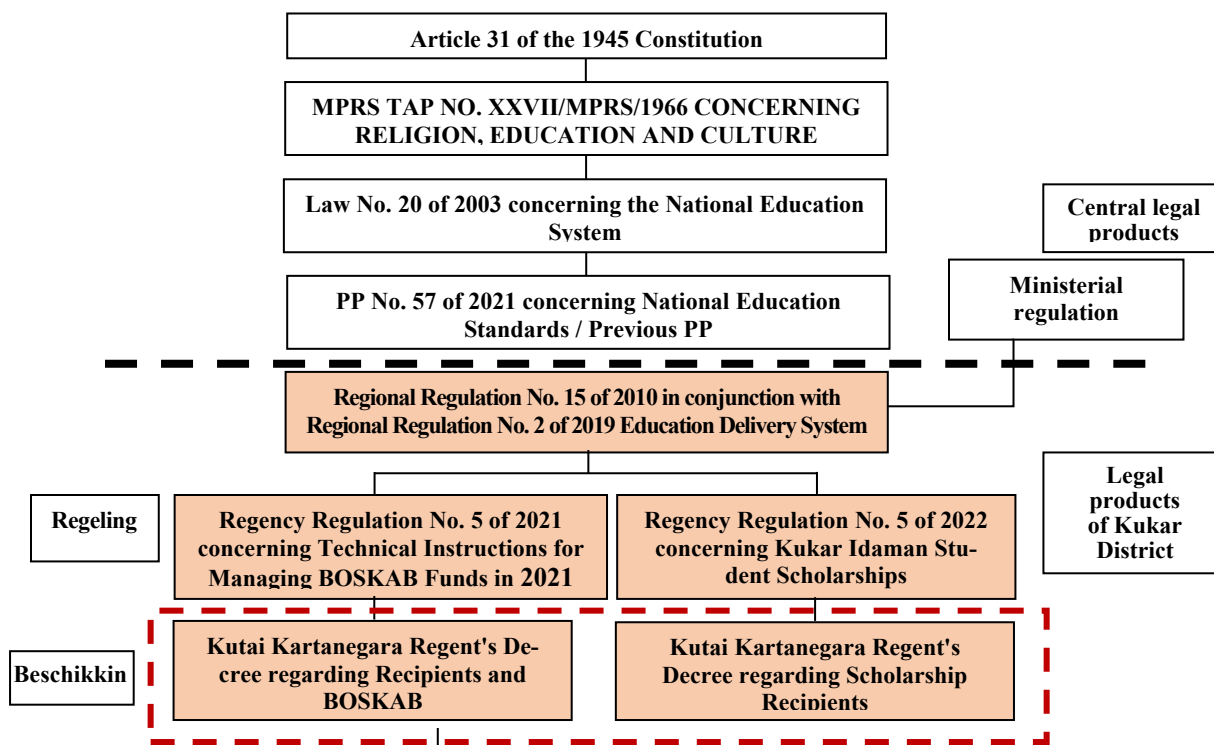 Article 31 of the 1945 Constitution
MPRS TAP NO. XXVII/MPRS/1966 CONCERNING
RELIGION, EDUCATION AND CULTURE
Law No. 20 of 2003 concerning the National Education
System
Central legal
products
PP No. 57 of 2021 concerning National Education
Standards / Previous PP
Ministerial
regulation
Regional Regulation No. 15 of 2010 in conjunction with
Regional Regulation No. 2 of 2019 Education Delivery System
Regeling
Regency Regulation No. 5 of 2021
concerning Technical Instructions for
Managing BOSKAB Funds in 2021
Regency Regulation No. 5 of 2022
concerning Kukar Idaman Stu-
dent Scholarships
Legal
products
of Kukar
District
Beschikkin
Kutai Kartanegara Regent's De-
cree regarding Recipients and
BOSKAB
Kutai Kartanegara Regent's
Decree regarding Scholarship
Recipients